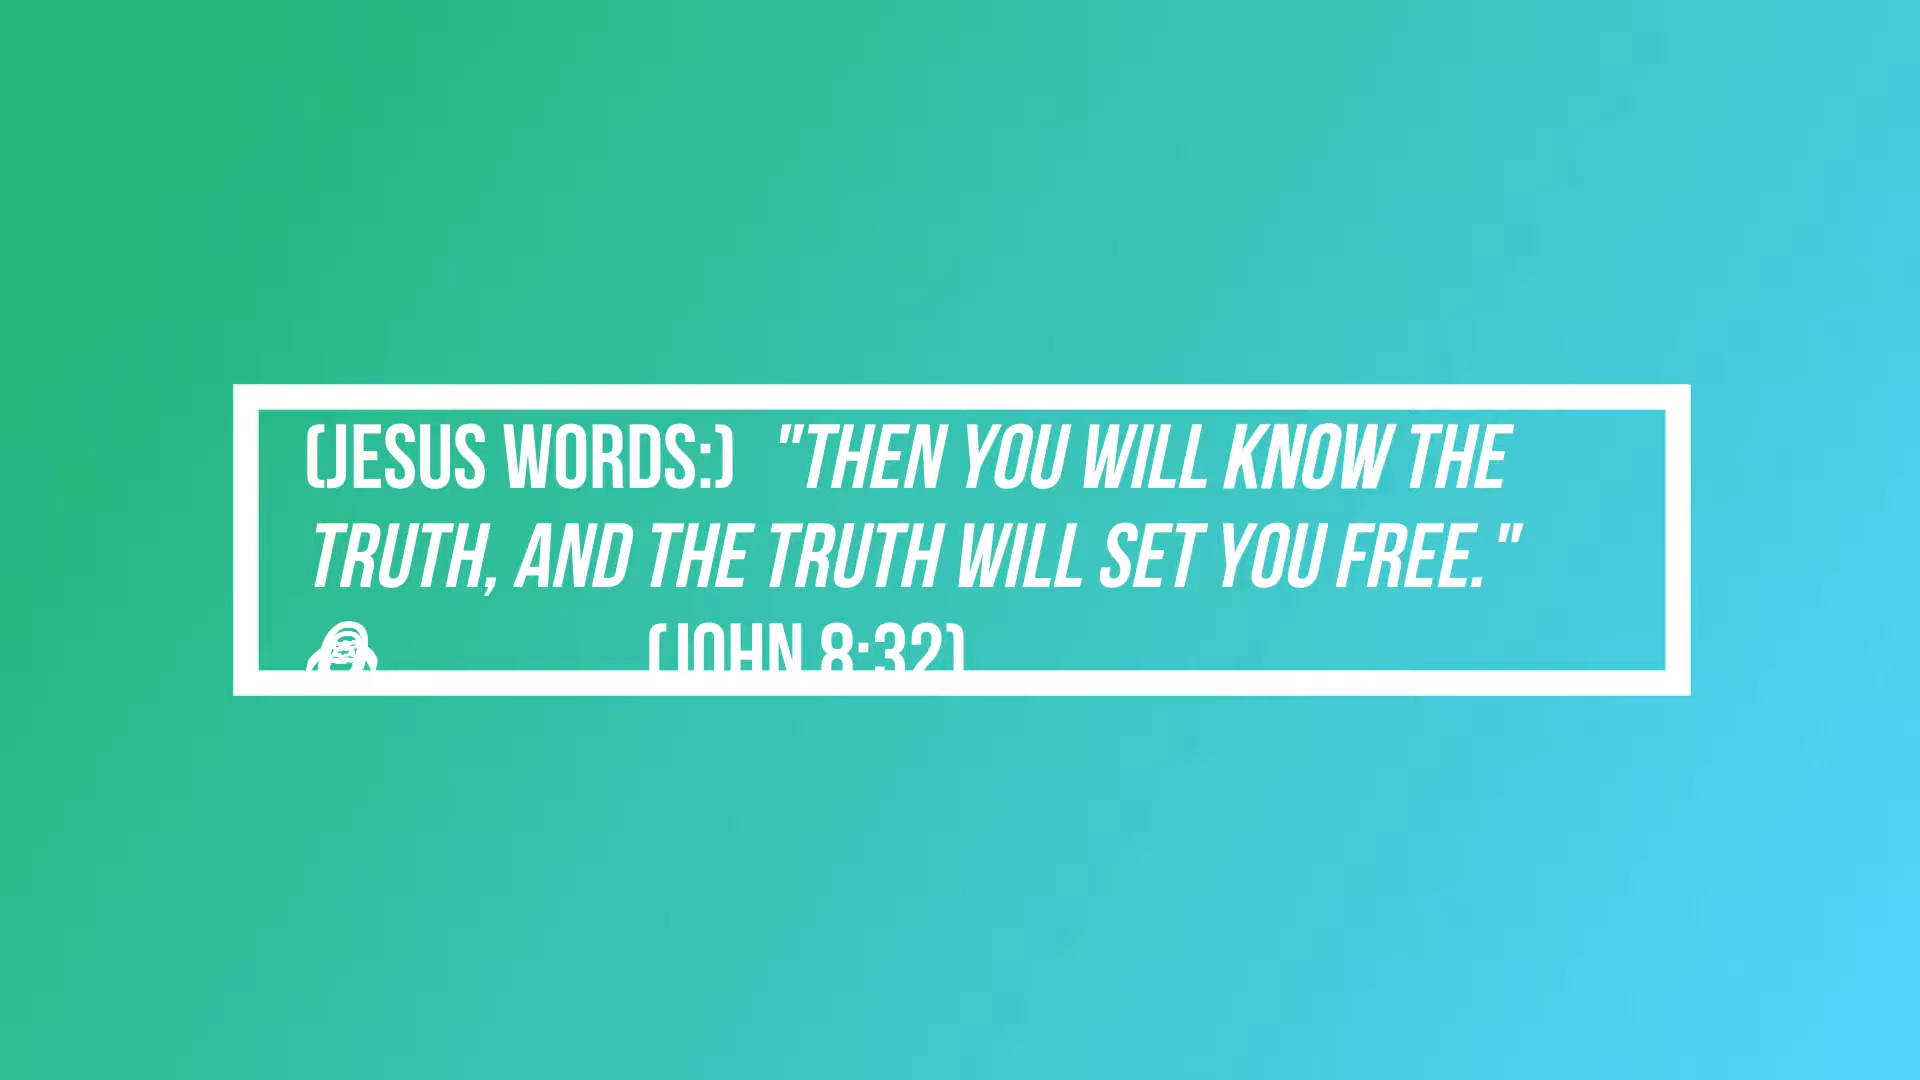 (JESUS WORDS:) "THEN YOU WILL KNOW THE
TRUTH, AND THE TRUTH WILL SET YOU FREE."
(JOHN 8:32)